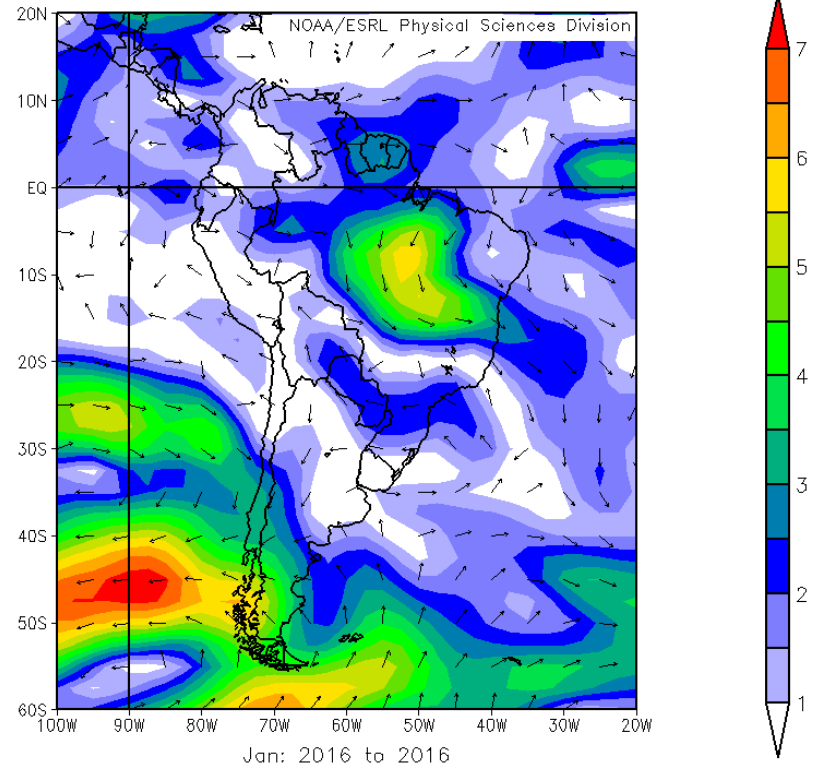 NOAA/ESRL Physical Sciences Division
20N
10N
EQ
10S
20S
30S
40S
50S
60S
100W 90W 80W 70W 60W 50W 40W 30W 20W
Jan: 2016 to 2016
7
6
5
4
3
2
1